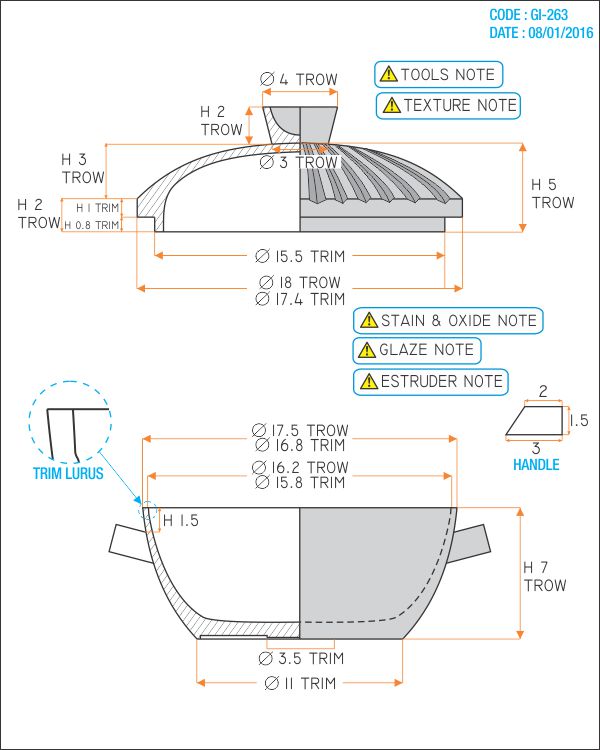 CODE : GI-263
DATE : 08/01/2016
Ø 4 TROW
TOOLS NOTE
TEXTURE NOTE
H 2
TROW
Ø 3 TROW
H 3
TROW
H 2
TROW
H 1 TRIM
H 0.8 TRIM
H 5
TROW
Ø 15.5 TRIM
Ø 18 TROW
Ø 17.4 TRIM
STAIN & OXIDE NOTE
GLAZE NOTE
ESTRUDER NOTE
2
1.5
3
HANDLE
TRIM LURUS
Ø 17.5 TROW
Ø 16.8 TRIM
Ø 16.2 TROW
Ø 15.8 TRIM
H 1.5
H 7
TROW
Ø 3.5 TRIM
Ø 11 TRIM